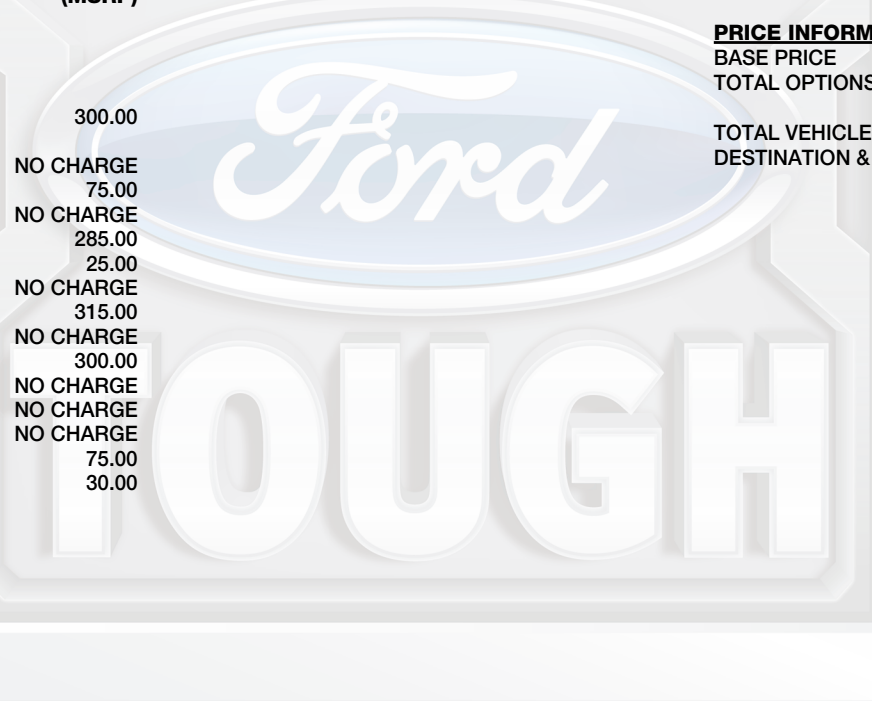 (MSRP)
300.00
NO CHARGE
75.00
NO CHARGE
285.00
25.00
NO CHARGE
315.00
NO CHARGE
300.00
NO CHARGE
NO CHARGE
NO CHARGE
75.00
30.00
PRICE INFORM
BASE PRICE
TOTAL OPTIONS
TOTAL VEHICLE
DESTINATION &
Ford
TOUGH